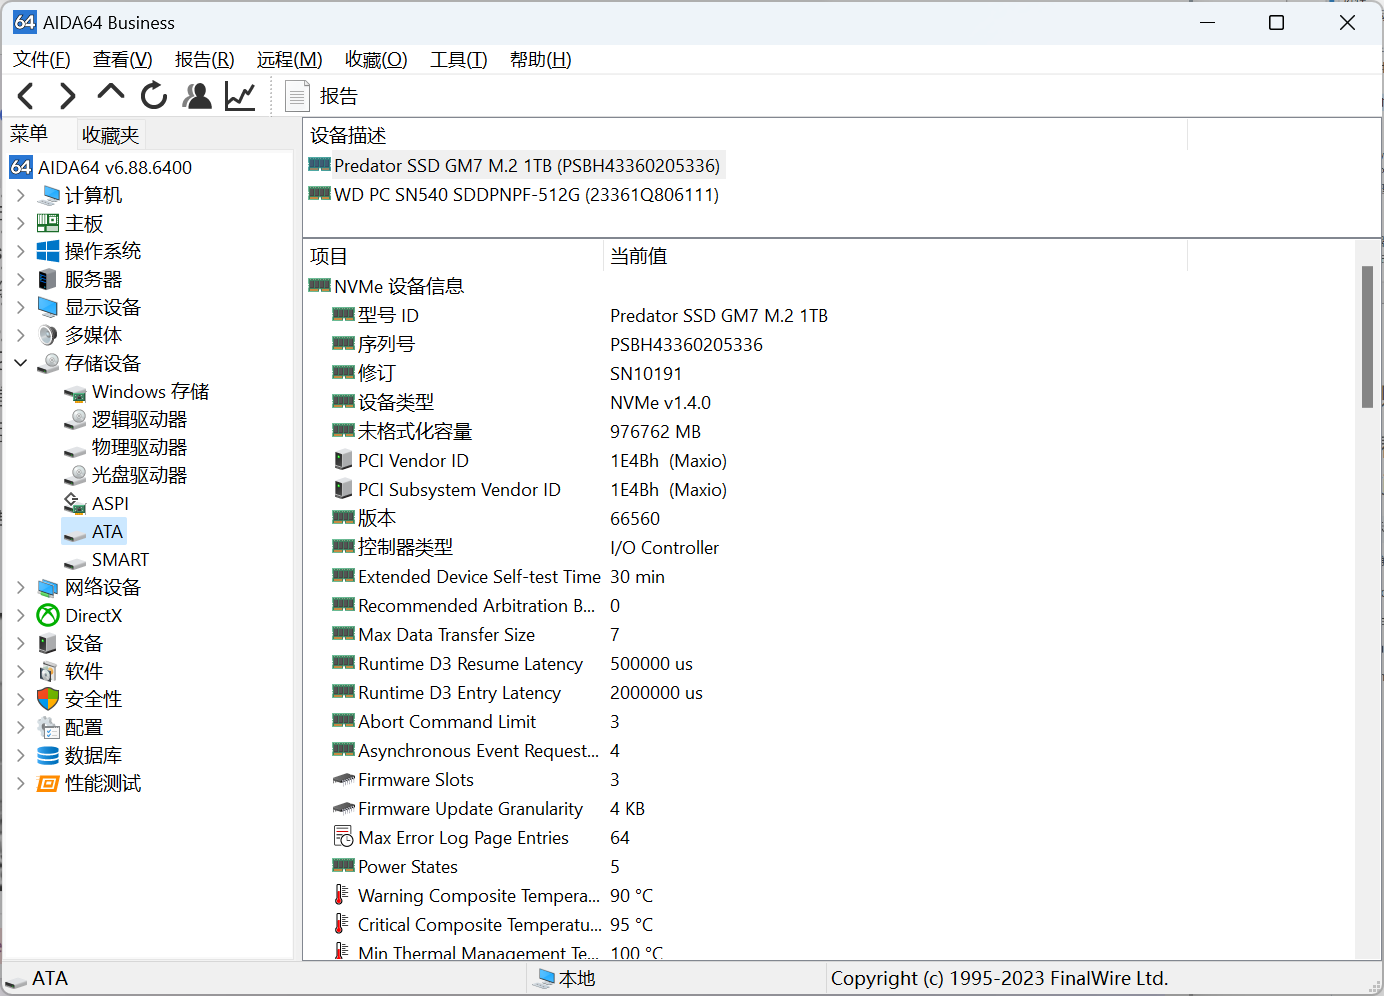 AIDA64 Business
文件(F) 查看(V) 报告(R) 远程(M) 收藏(O) 工具(T) 帮助(H)
报告
菜单 收藏夹
64 AIDA64 v6.88.6400
计算机
主板
操作系统
服务器
显示设备
多媒体
存储设备
Windows 存储
逻辑驱动器
物理驱动器
光盘驱动器
ASPI
ATA
SMART
网络设备
DirectX
设备
软件
安全性
配置
数据库
性能测试
设备描述
Predator SSD GM7 M.2 1TB (PSBH43360205336)
WD PC SN540 SDDPNPF-512G (23361Q806111)
项目 当前值
NVMe 设备信息
型号 ID Predator SSD GM7 M.2 1TB
序列号 PSBH43360205336
修订 SN10191
设备类型 NVMe v1.4.0
未格式化容量 976762 MB
PCI Vendor ID 1E4Bh (Maxio)
PCI Subsystem Vendor ID 1E4Bh (Maxio)
版本 66560
控制器类型 I/O Controller
Extended Device Self-test Time 30 min
Recommended Arbitration B... 0
Max Data Transfer Size 7
Runtime D3 Resume Latency 500000 us
Runtime D3 Entry Latency 2000000 us
Abort Command Limit 3
Asynchronous Event Request... 4
Firmware Slots 3
Firmware Update Granularity 4 KB
Max Error Log Page Entries 64
Power States 5
Warning Composite Tempera... 90 °C
Critical Composite Temperatu... 95 °C
Min Thermal Management Te... 100 °C
ATA 本地 Copyright (c) 1995-2023 FinalWire Ltd.